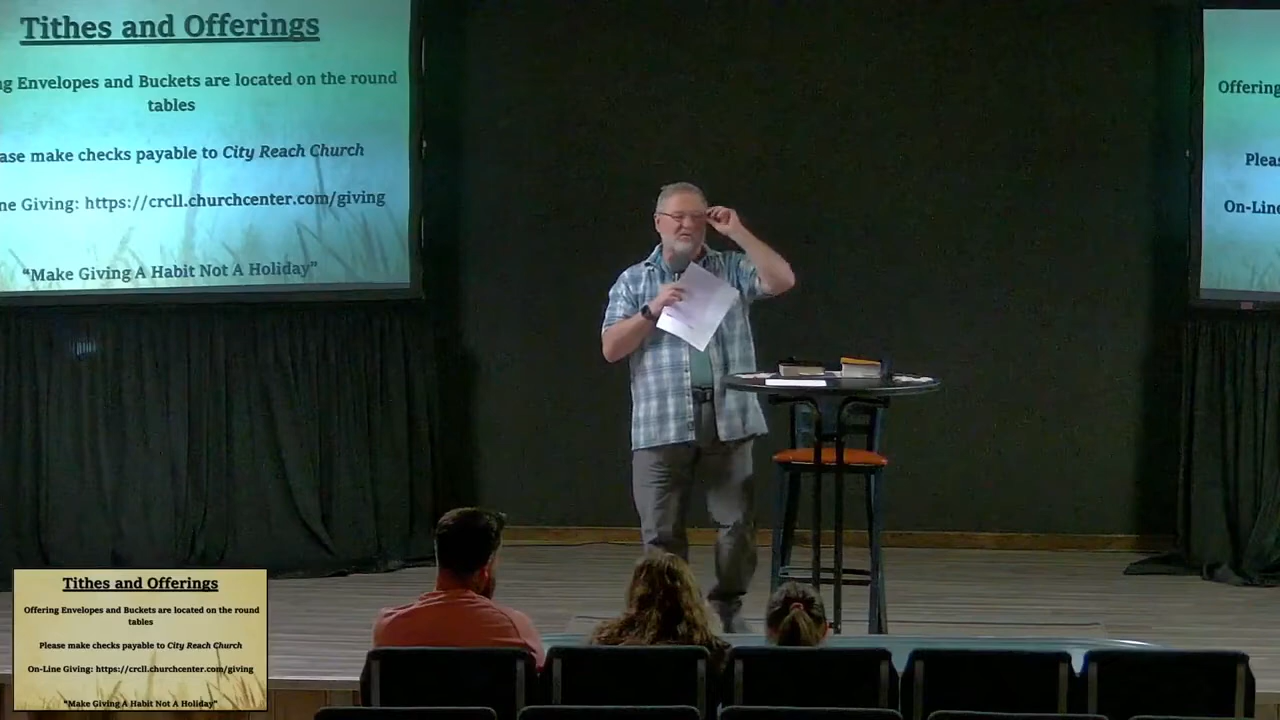 Tithes and Offerings
ng Envelopes and Buckets are located on the round
tables
ase make checks payable to City Reach Church
ne Giving: https://crcll.churchcenter.com/giving
“Make Giving A Habit Not A Holiday”
Offering
Pleas
On-Line
Tithes and Offerings
Offering Envelopes and Buckets are located on the round
tables
Please make checks payable to City Reach Church
On-Line Giving: https://crcll.churchcenter.com/giving
“Make Giving A Habit Not A Holiday”